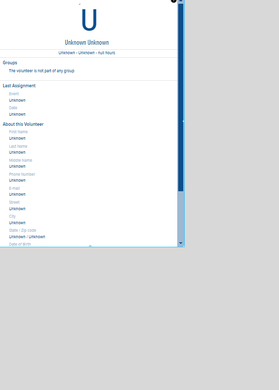 U
Unknown Unknown
Unknown - Unknown - null hours
Groups
The volunteer is not part of any group
Last Assignment
Event
Unknown
Date
Unknown
About this Volunteer
First Name
Unknown
Last Name
Unknown
Middle Name
Unknown
Phone Number
Unknown
E-mail
Unknown
Street
Unknown
City
Unknown
State / Zip code
Unknown / Unknown
Date of Birth